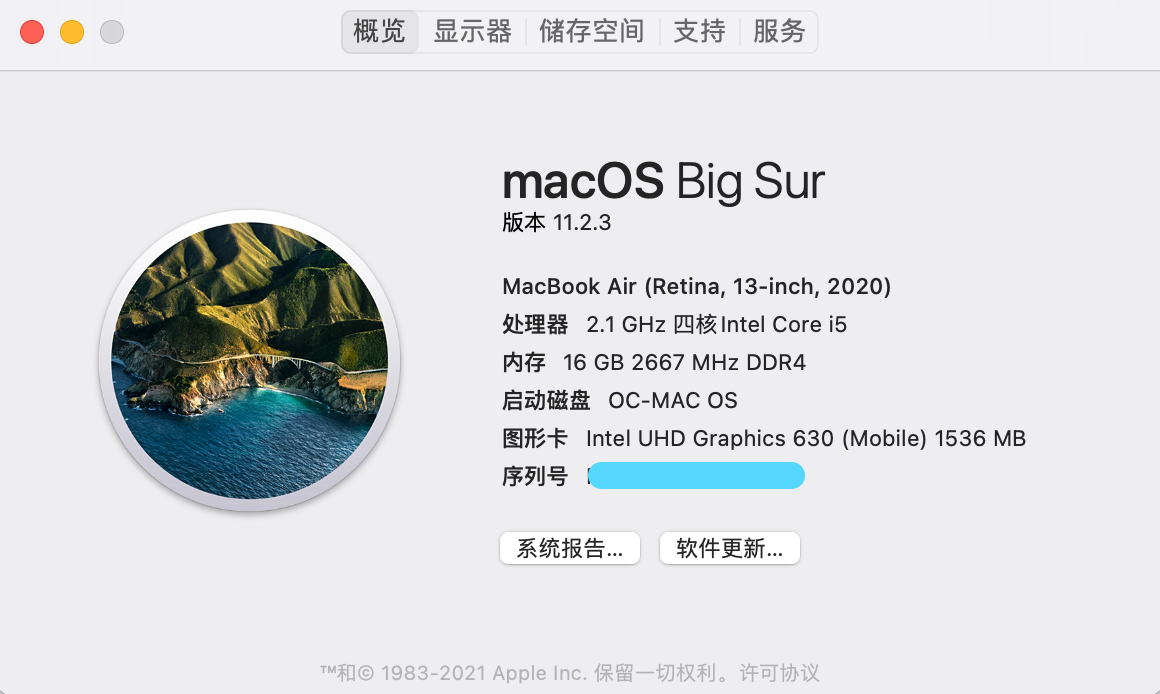 概览 显示器 储存空间 支持 服务
macOS Big Sur
版本 11.2.3
MacBook Air (Retina, 13-inch, 2020)
处理器 2.1 GHz 四核Intel Core i5
内存 16 GB 2667 MHz DDR4
启动磁盘 OC-MAC OS
图形卡 Intel UHD Graphics 630 (Mobile) 1536 MB
序列号
系统报告... 软件更新...
™和© 1983-2021 Apple Inc. 保留一切权利。许可协议